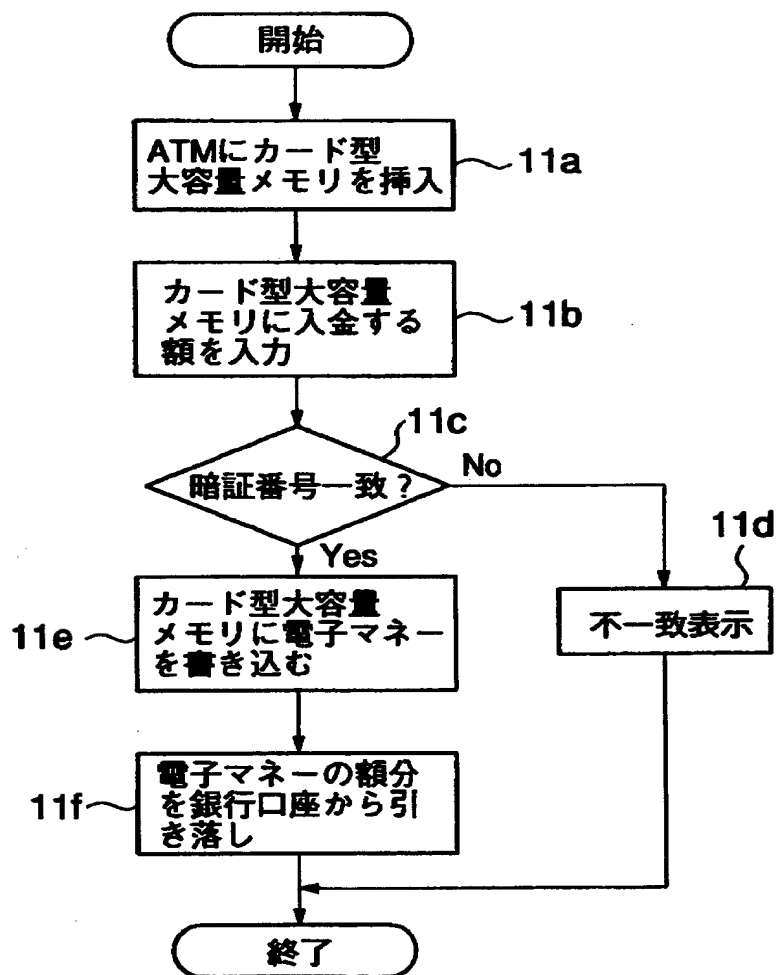 開始
ATMにカード型
大容量メモリを挿入
11a
カード型大容量
メモリに入金する
額を入力
11b
11c
暗証番号一致？
No
Yes
11d
不一致表示
カード型大容量
メモリに電子マネー
を書き込む
11e
電子マネーの額分
を銀行口座から引
き落し
11f
終了